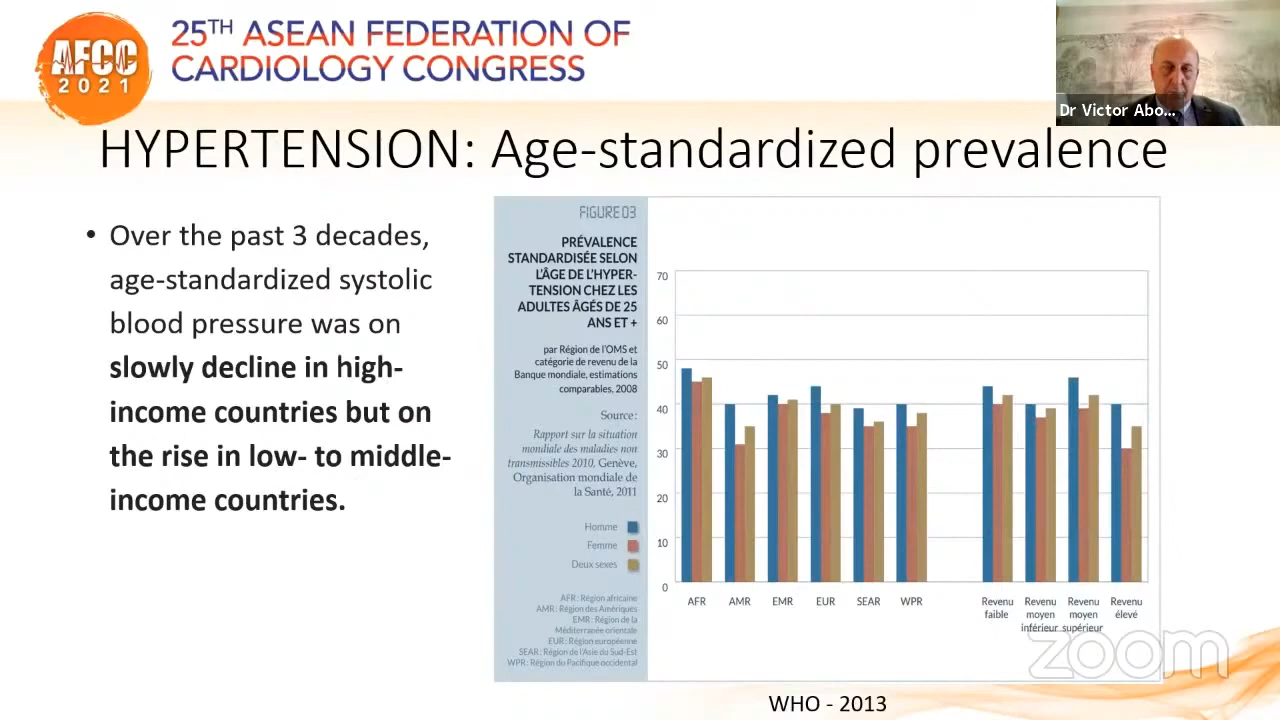 AFCC
2021
25TH ASEAN FEDERATION OF
CARDIOLOGY CONGRESS
Dr Victor Abo...
HYPERTENSION: Age-standardized prevalence
• Over the past 3 decades,
age-standardized systolic
blood pressure was on
slowly decline in high-
income countries but on
the rise in low- to middle-
income countries.
FIGURE 03
PRÉVALENCE
STANDARDISÉE SELON
L'ÂGE DE L'HYPER-
TENSION CHEZ LES
ADULTES ÂGÉS DE 25
ANS ET +
par Région de l'OMS et
catégorie de revenu de la
Banque mondiale, estimations
comparables, 2008
Source:
Rapport sur la situation
mondiale des maladies non
transmissibles 2010, Genève,
Organisation mondiale de
la Santé, 2011
Homme
Femme
Deux sexes
AFR : Région africaine
AMR : Région des Amériques
EMR : Région de la
Méditerranée orientale
EUR : Région européenne
SEAR : Région de l'Asie du Sud-Est
WPR : Région du Pacifique occidental
70
60
50
40
30
20
10
0
AFR AMR EMR EUR SEAR WPR
Revenu faible
Revenu moyen inférieur
Revenu moyen supérieur
Revenu élevé
zoom
WHO - 2013